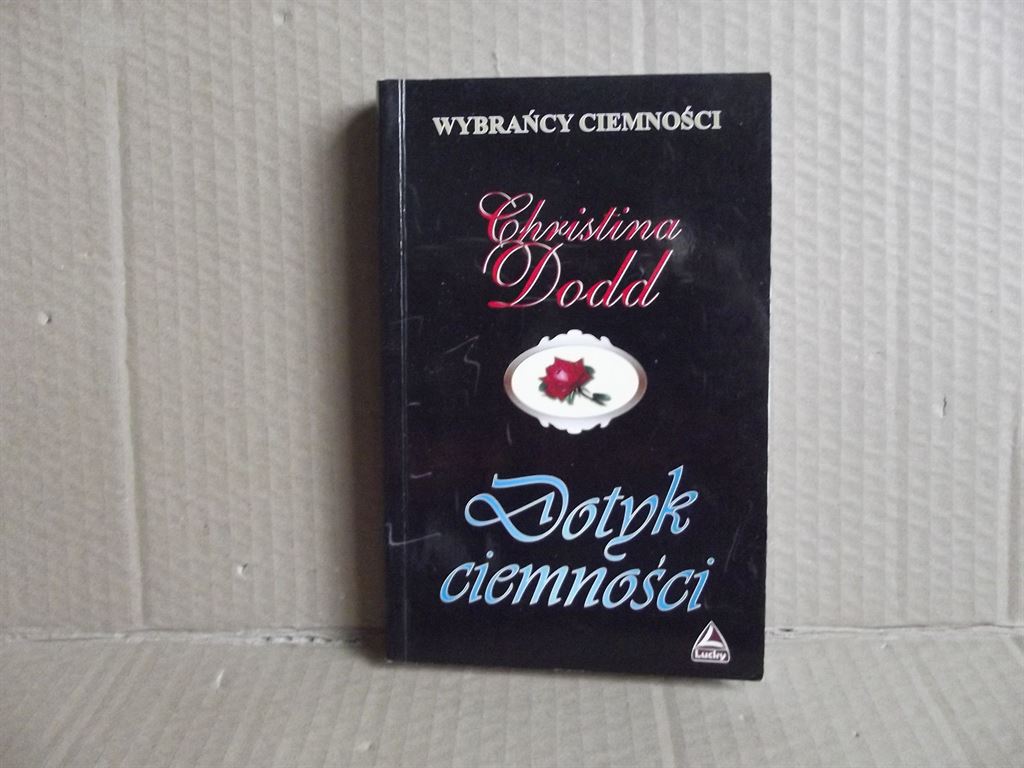 WYBRAŃCY CIEMNOŚCI
Christina
Dodd
Dotyk
ciemności
Lucky